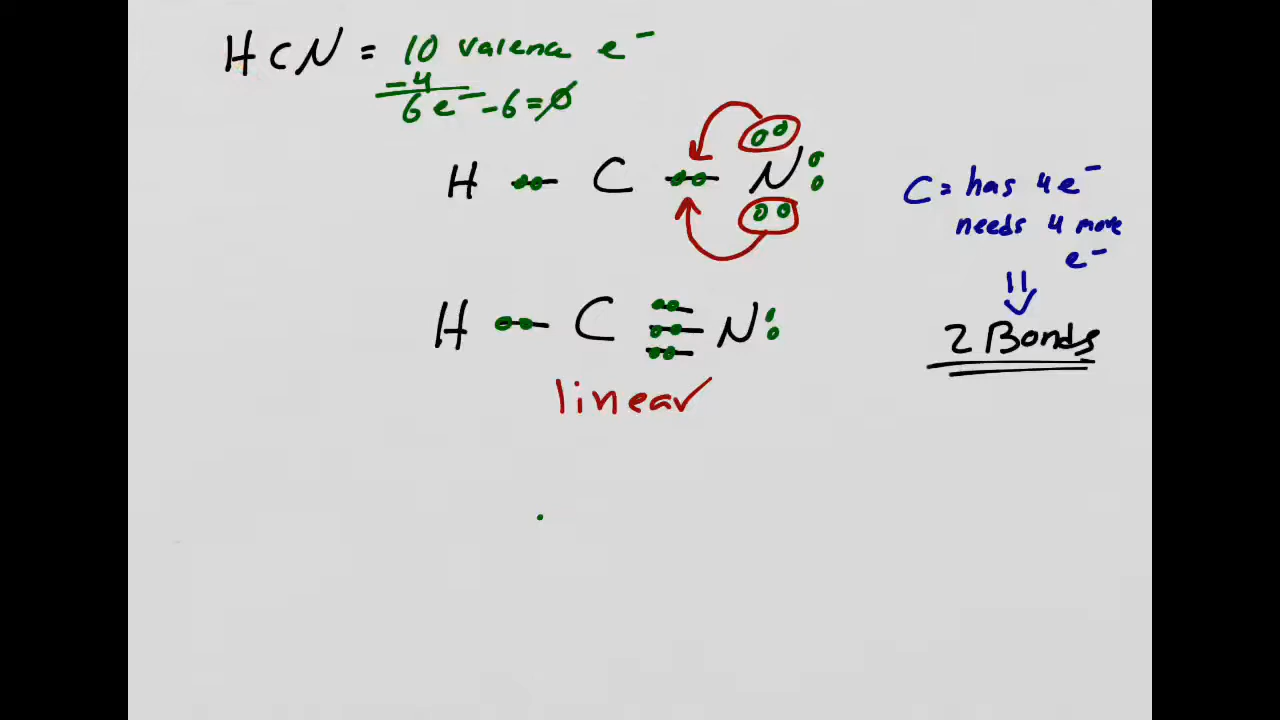 HCN = 10 valence e⁻
-4
6e⁻ -6 = 0
H — C — N:
C = has 4e⁻
needs 4 more
e⁻
2 Bonds
H — C ≡ N:
linear